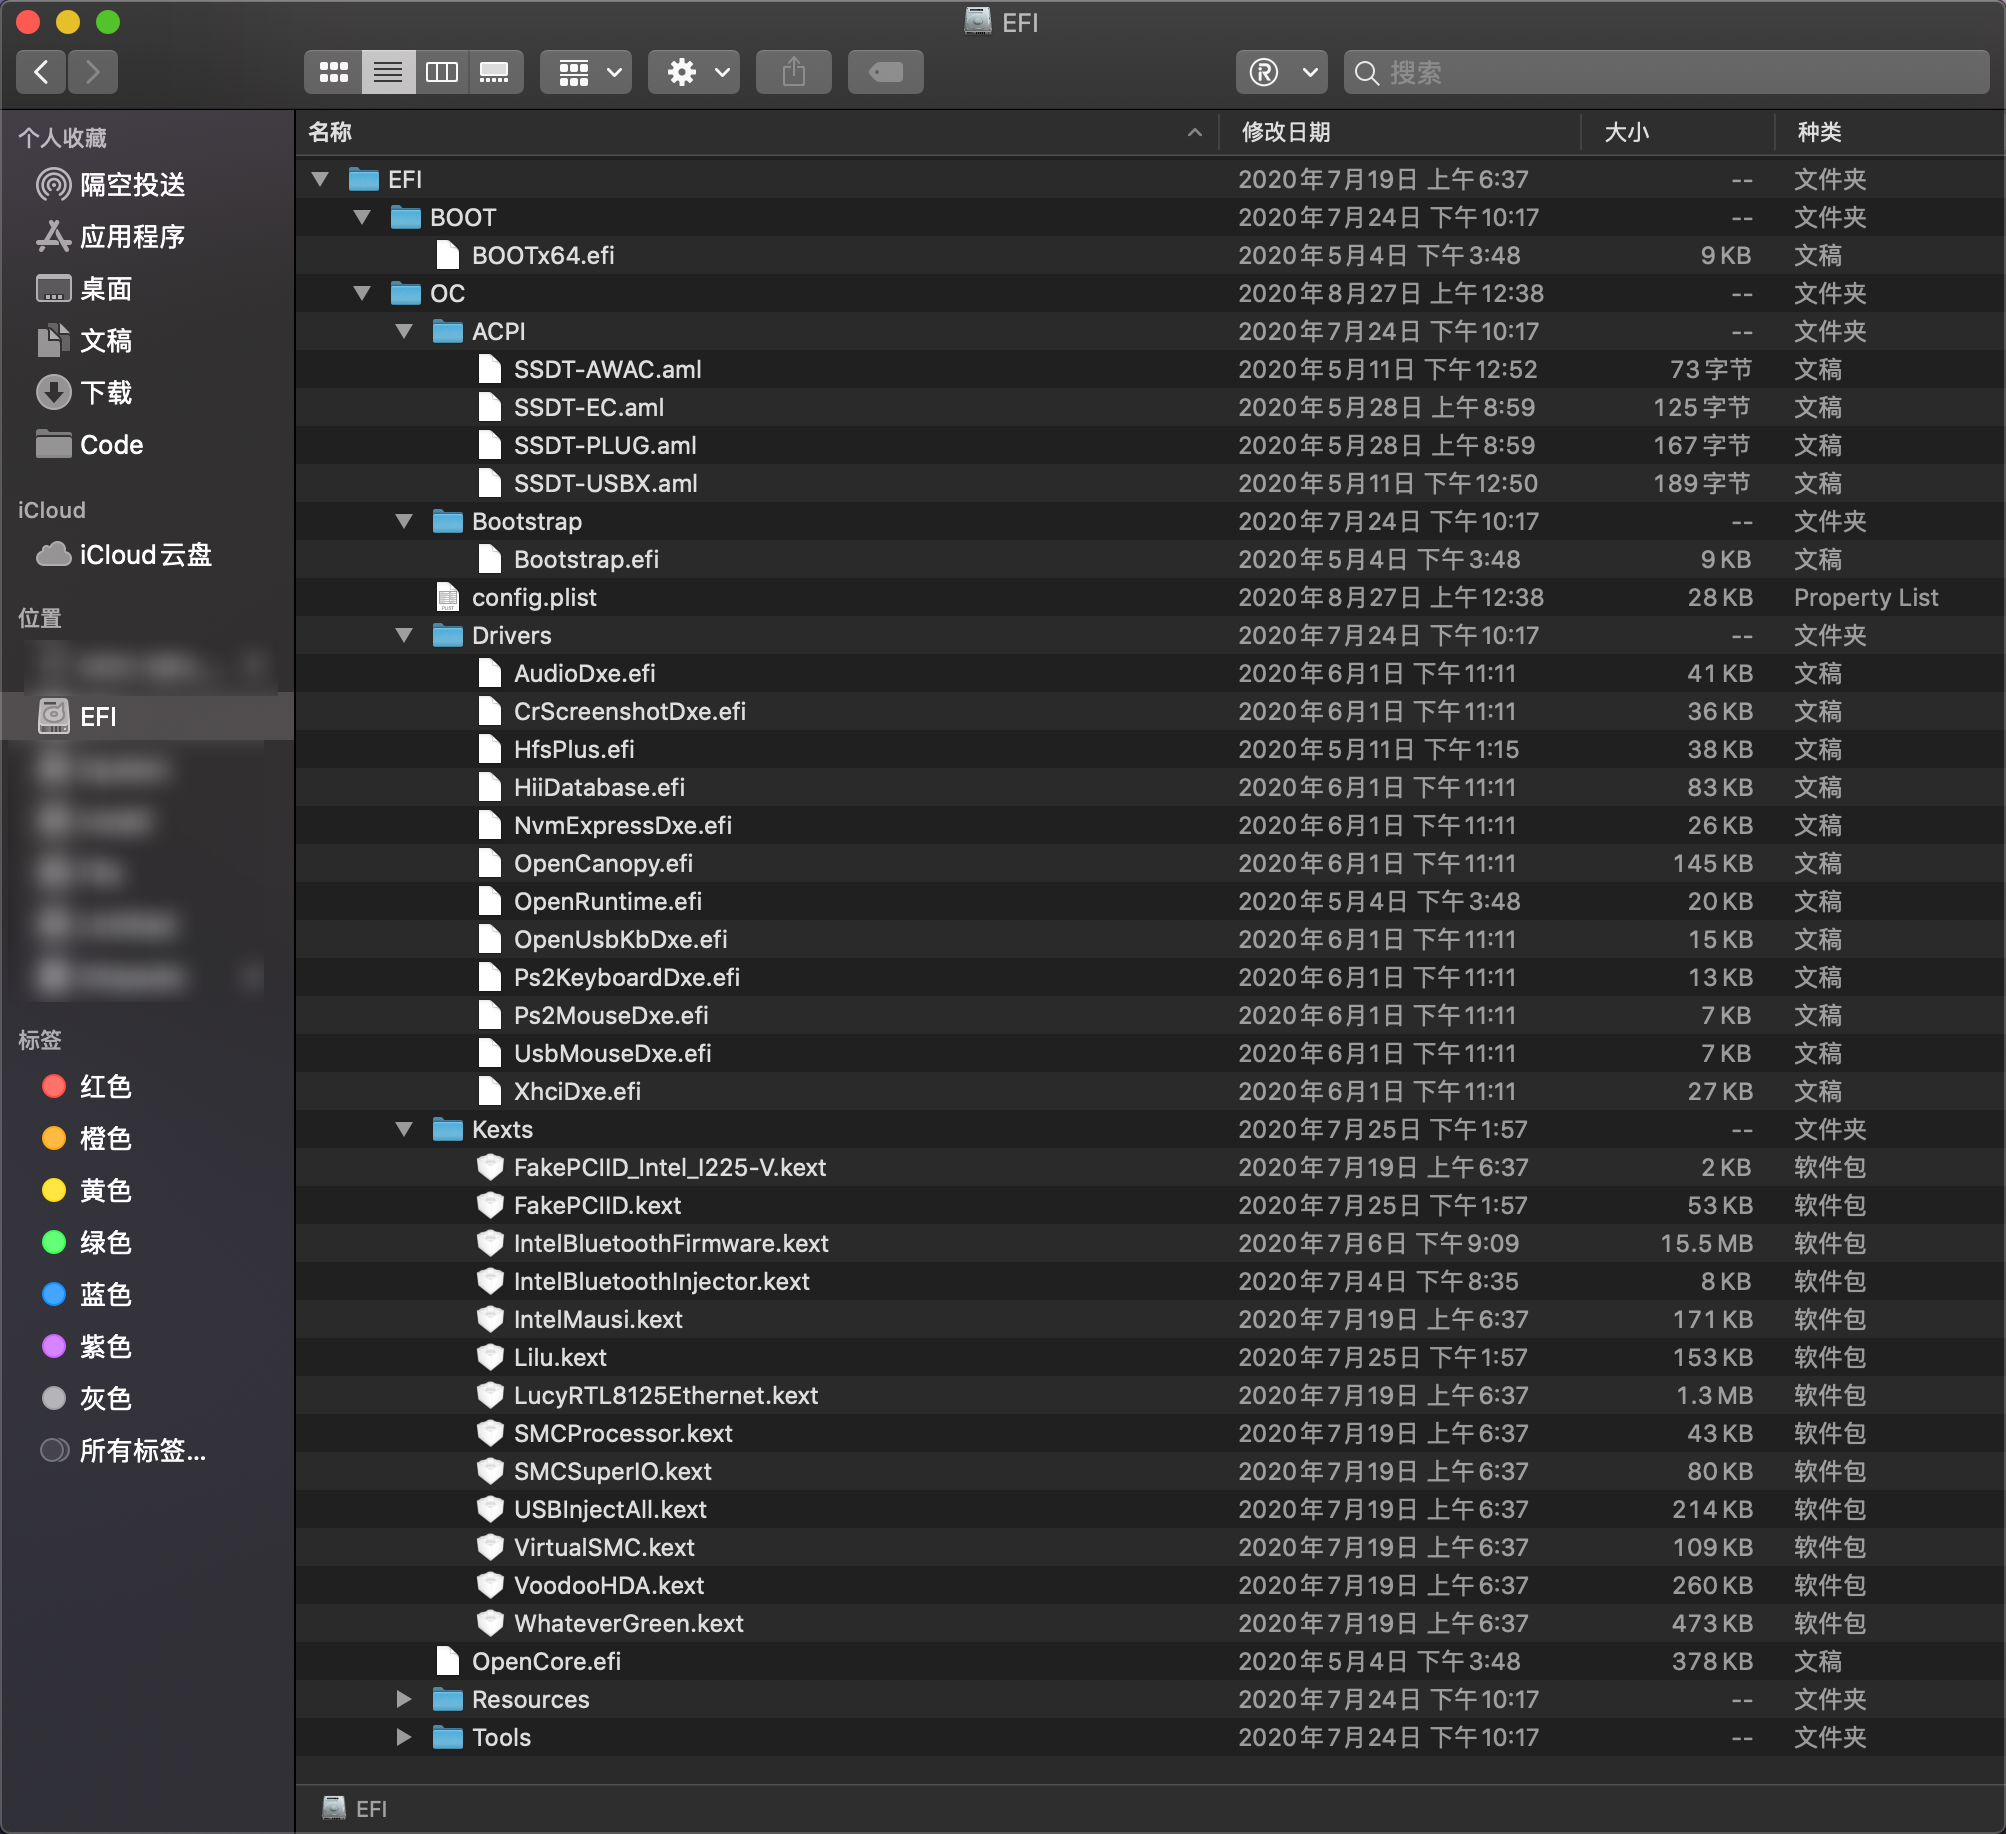 EFI
搜索
个人收藏
隔空投送
应用程序
桌面
文稿
下载
Code
iCloud
iCloud云盘
位置
EFI
标签
红色
橙色
黄色
绿色
蓝色
紫色
灰色
所有标签...
名称 修改日期 大小 种类
EFI 2020年7月19日 上午6:37 -- 文件夹
BOOT 2020年7月24日 下午10:17 -- 文件夹
BOOTx64.efi 2020年5月4日 下午3:48 9 KB 文稿
OC 2020年8月27日 上午12:38 -- 文件夹
ACPI 2020年7月24日 下午10:17 -- 文件夹
SSDT-AWAC.aml 2020年5月11日 下午12:52 73 字节 文稿
SSDT-EC.aml 2020年5月28日 上午8:59 125 字节 文稿
SSDT-PLUG.aml 2020年5月28日 上午8:59 167 字节 文稿
SSDT-USBX.aml 2020年5月11日 下午12:50 189 字节 文稿
Bootstrap 2020年7月24日 下午10:17 -- 文件夹
Bootstrap.efi 2020年5月4日 下午3:48 9 KB 文稿
config.plist 2020年8月27日 上午12:38 28 KB Property List
Drivers 2020年7月24日 下午10:17 -- 文件夹
AudioDxe.efi 2020年6月1日 下午11:11 41 KB 文稿
CrScreenshotDxe.efi 2020年6月1日 下午11:11 36 KB 文稿
HfsPlus.efi 2020年5月11日 下午1:15 38 KB 文稿
HiiDatabase.efi 2020年6月1日 下午11:11 83 KB 文稿
NvmExpressDxe.efi 2020年6月1日 下午11:11 26 KB 文稿
OpenCanopy.efi 2020年6月1日 下午11:11 145 KB 文稿
OpenRuntime.efi 2020年5月4日 下午3:48 20 KB 文稿
OpenUsbKbDxe.efi 2020年6月1日 下午11:11 15 KB 文稿
Ps2KeyboardDxe.efi 2020年6月1日 下午11:11 13 KB 文稿
Ps2MouseDxe.efi 2020年6月1日 下午11:11 7 KB 文稿
UsbMouseDxe.efi 2020年6月1日 下午11:11 7 KB 文稿
XhciDxe.efi 2020年6月1日 下午11:11 27 KB 文稿
Kexts 2020年7月25日 下午1:57 -- 文件夹
FakePCIID_Intel_I225-V.kext 2020年7月19日 上午6:37 2 KB 软件包
FakePCIID.kext 2020年7月25日 下午1:57 53 KB 软件包
IntelBluetoothFirmware.kext 2020年7月6日 下午9:09 15.5 MB 软件包
IntelBluetoothInjector.kext 2020年7月4日 下午8:35 8 KB 软件包
IntelMausi.kext 2020年7月19日 上午6:37 171 KB 软件包
Lilu.kext 2020年7月25日 下午1:57 153 KB 软件包
LucyRTL8125Ethernet.kext 2020年7月19日 上午6:37 1.3 MB 软件包
SMCProcessor.kext 2020年7月19日 上午6:37 43 KB 软件包
SMCSuperIO.kext 2020年7月19日 上午6:37 80 KB 软件包
USBInjectAll.kext 2020年7月19日 上午6:37 214 KB 软件包
VirtualSMC.kext 2020年7月19日 上午6:37 109 KB 软件包
VoodooHDA.kext 2020年7月19日 上午6:37 260 KB 软件包
WhateverGreen.kext 2020年7月19日 上午6:37 473 KB 软件包
OpenCore.efi 2020年5月4日 下午3:48 378 KB 文稿
Resources 2020年7月24日 下午10:17 -- 文件夹
Tools 2020年7月24日 下午10:17 -- 文件夹
EFI